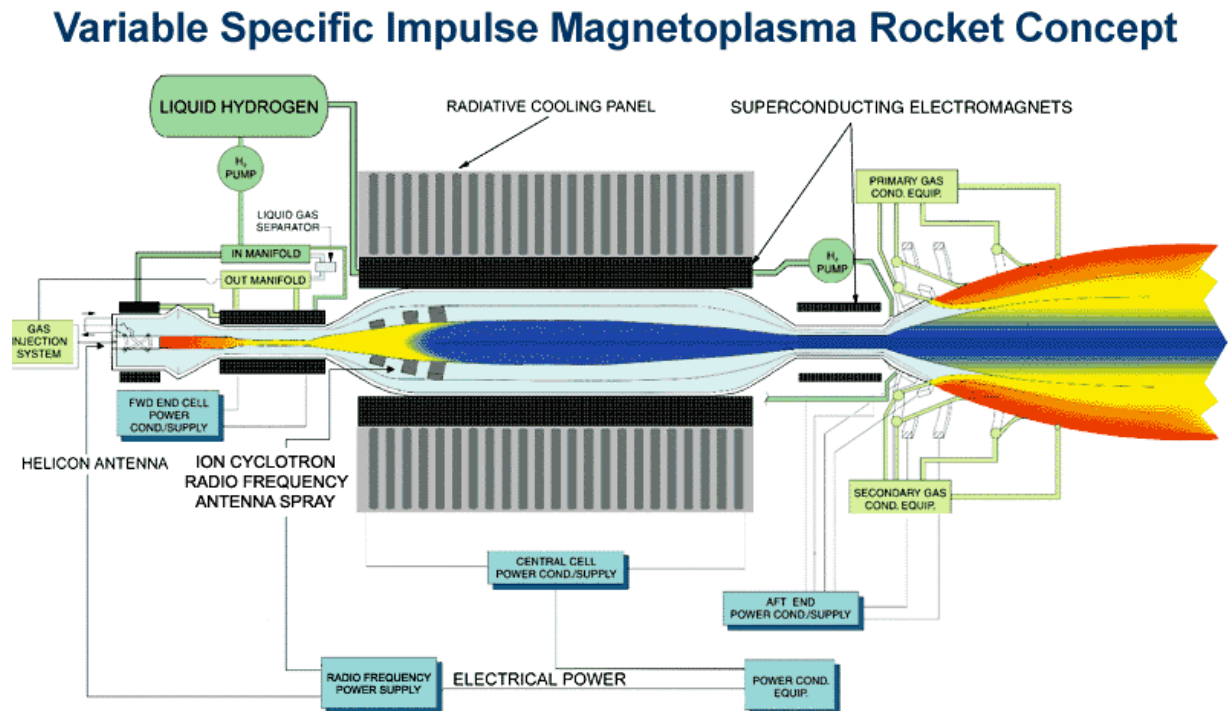 Variable Specific Impulse Magnetoplasma Rocket Concept
LIQUID HYDROGEN
RADIATIVE COOLING PANEL
SUPERCONDUCTING ELECTROMAGNETS
H₂
PUMP
PRIMARY GAS
COND. EQUIP.
LIQUID GAS
SEPARATOR
IN MANIFOLD
OUT MANIFOLD
H₂
PUMP
GAS
INJECTION
SYSTEM
FWD END CELL
POWER
COND./SUPPLY
HELICON ANTENNA
ION CYCLOTRON
RADIO FREQUENCY
ANTENNA SPRAY
SECONDARY GAS
COND. EQUIP.
CENTRAL CELL
POWER COND./SUPPLY
AFT END
POWER COND./SUPPLY
RADIO FREQUENCY
POWER SUPPLY
ELECTRICAL POWER
POWER COND.
EQUIP.